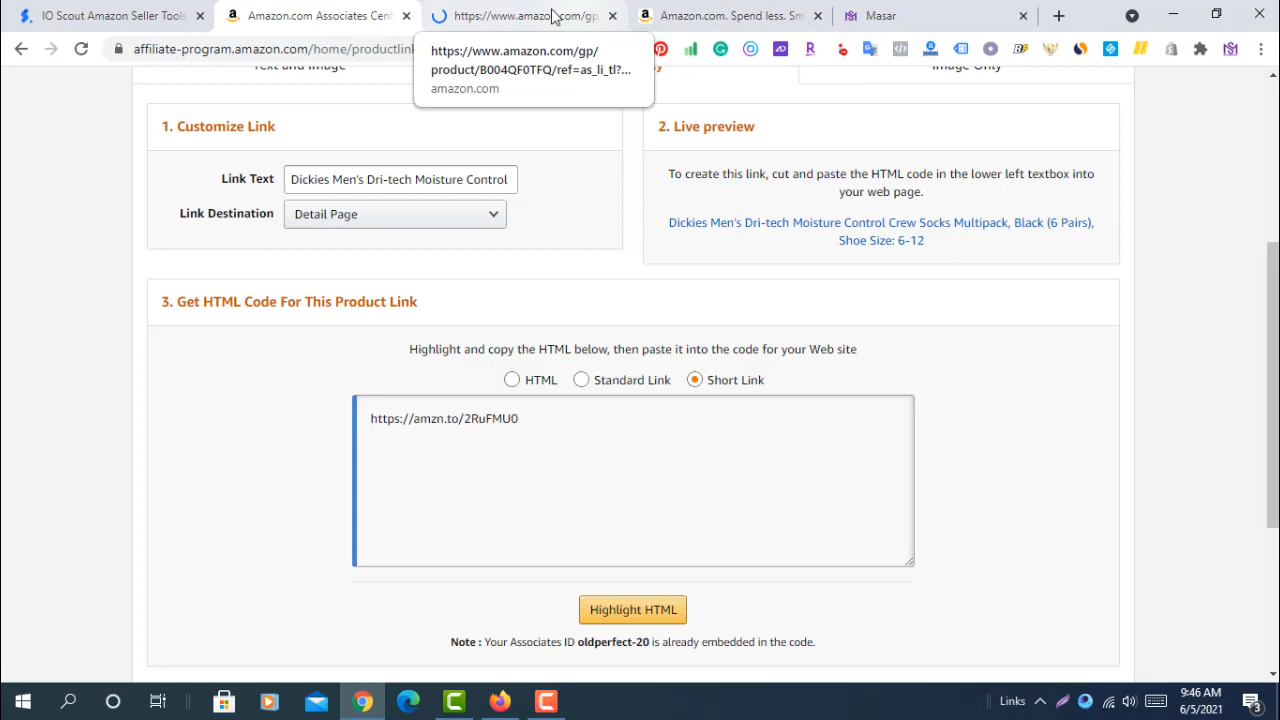 IO Scout Amazon Seller Tools
Amazon.com Associates Cent
https://www.amazon.com/gp
Amazon.com. Spend less. Sm
Masar
affiliate-program.amazon.com/home/productlink
https://www.amazon.com/gp/
product/B004QF0TFQ/ref=as_li_tl?...
amazon.com
Image Only
1. Customize Link
2. Live preview
Link Text
Dickies Men's Dri-tech Moisture Control
Link Destination
Detail Page
To create this link, cut and paste the HTML code in the lower left textbox into
your web page.
Dickies Men's Dri-tech Moisture Control Crew Socks Multipack, Black (6 Pairs),
Shoe Size: 6-12
3. Get HTML Code For This Product Link
Highlight and copy the HTML below, then paste it into the code for your Web site
HTML
Standard Link
Short Link
https://amzn.to/2RuFMU0
Highlight HTML
Note : Your Associates ID oldperfect-20 is already embedded in the code.
Links
9:46 AM
6/5/2021
3